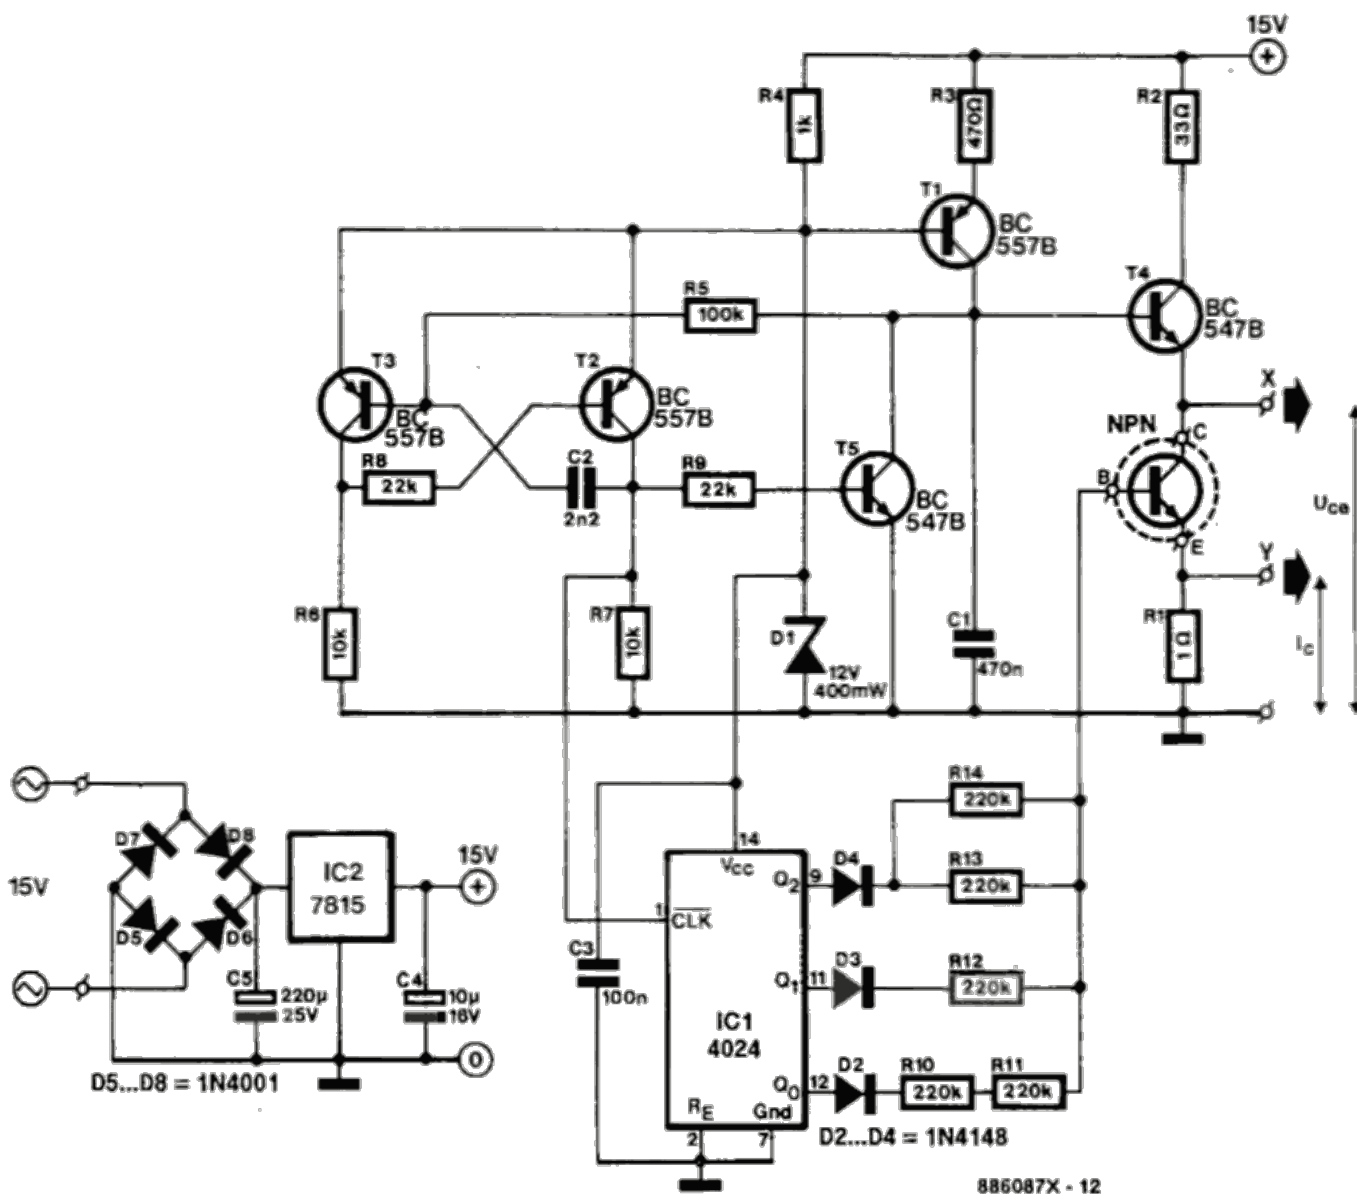 15V
+
R4
1k
R3
470Ω
R2
33Ω
T1
BC
557B
T4
BC
547B
R5
100k
T3
BC
557B
T2
BC
557B
X
NPN
C
B
E
Uce
R8
22k
C2
2n2
R9
22k
T5
BC
547B
Y
R6
10k
R7
10k
D1
12V
400mW
C1
470n
R1
1Ω
IC
R14
220k
D7
D8
15V
D5
D6
IC2
7815
15V
+
C5
220µ
25V
C4
10µ
16V
0
D5...D8 = 1N4001
14
VCC
1
CLK
C3
100n
IC1
4024
Q2
9
D4
R13
220k
Q1
11
D3
R12
220k
Q0
12
D2
R10
220k
R11
220k
RE
2
Gnd
7
D2...D4 = 1N4148
886087X - 12